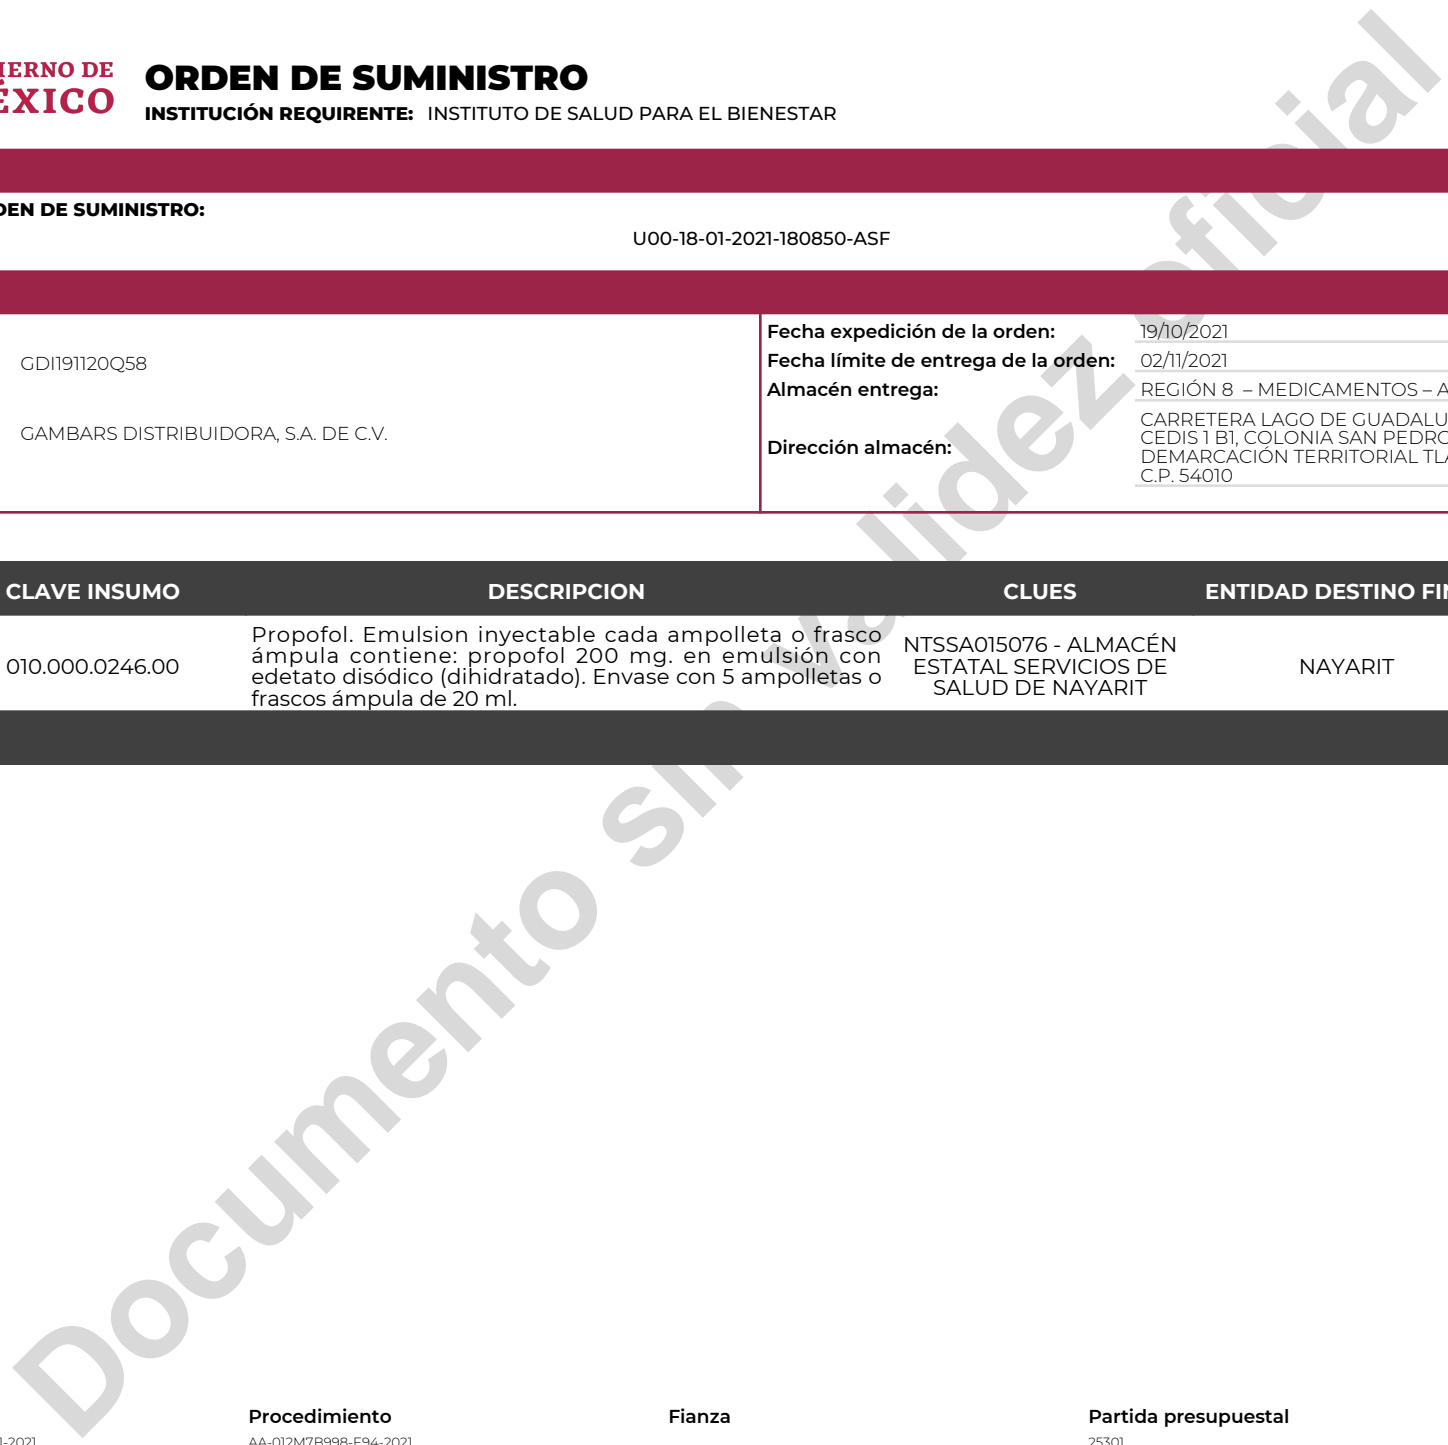 IERNO DE
ÉXICO
ORDEN DE SUMINISTRO
INSTITUCIÓN REQUIRENTE: INSTITUTO DE SALUD PARA EL BIENESTAR
DEN DE SUMINISTRO:
U00-18-01-2021-180850-ASF
GDI191120Q58
GAMBARS DISTRIBUIDORA, S.A. DE C.V.
Fecha expedición de la orden: 19/10/2021
Fecha límite de entrega de la orden: 02/11/2021
Almacén entrega: REGIÓN 8 – MEDICAMENTOS – A
Dirección almacén:
CARRETERA LAGO DE GUADALU
CEDIS 1 B1, COLONIA SAN PEDRO
DEMARCACIÓN TERRITORIAL TLA
C.P. 54010
CLAVE INSUMO DESCRIPCION CLUES ENTIDAD DESTINO FIN
010.000.0246.00
Propofol. Emulsion inyectable cada ampolleta o frasco
ámpula contiene: propofol 200 mg. en emulsión con
edetato disódico (dihidratado). Envase con 5 ampolletas o
frascos ámpula de 20 ml.
NTSSA015076 - ALMACÉN
ESTATAL SERVICIOS DE
SALUD DE NAYARIT
NAYARIT
Documento sin validez oficial
Procedimiento Fianza Partida presupuestal
1-2021 AA-012M7B998-E94-2021 25301